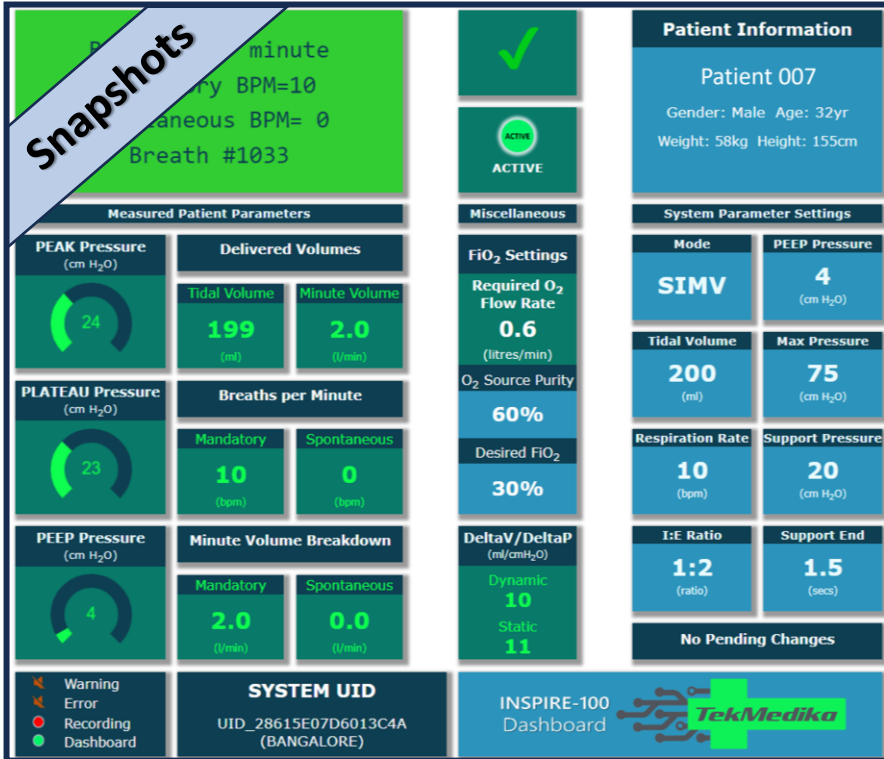 Snapshots
minute
BPM=10
BPM= 0
Breath #1033
ACTIVE
ACTIVE
Patient Information
Patient 007
Gender: Male Age: 32yr
Weight: 58kg Height: 155cm
Measured Patient Parameters
Miscellaneous
System Parameter Settings
PEAK Pressure
(cm H₂O)
24
Delivered Volumes
Tidal Volume
199
(ml)
Minute Volume
2.0
(l/min)
PLATEAU Pressure
(cm H₂O)
23
Breaths per Minute
Mandatory
10
(bpm)
Spontaneous
0
(bpm)
PEEP Pressure
(cm H₂O)
4
Minute Volume Breakdown
Mandatory
2.0
(l/min)
Spontaneous
0.0
(l/min)
FiO₂ Settings
Required O₂
Flow Rate
0.6
(litres/min)
O₂ Source Purity
60%
Desired FiO₂
30%
DeltaV/DeltaP
(ml/cmH₂O)
Dynamic
10
Static
11
Mode
SIMV
PEEP Pressure
4
(cm H₂O)
Tidal Volume
200
(ml)
Max Pressure
75
(cm H₂O)
Respiration Rate
10
(bpm)
Support Pressure
20
(cm H₂O)
I:E Ratio
1:2
(ratio)
Support End
1.5
(secs)
No Pending Changes
Warning
Error
Recording
Dashboard
SYSTEM UID
UID_28615E07D6013C4A
(BANGALORE)
INSPIRE-100
Dashboard
TekMedika